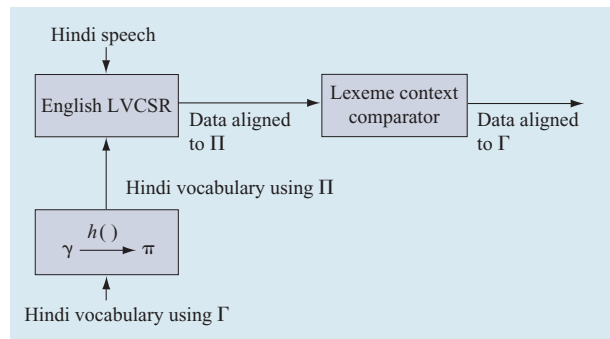 Hindi speech
English LVCSR
Data aligned
to Π
Lexeme context
comparator
Data aligned
to Γ
Hindi vocabulary using Π
h( )
γ → π
Hindi vocabulary using Γ